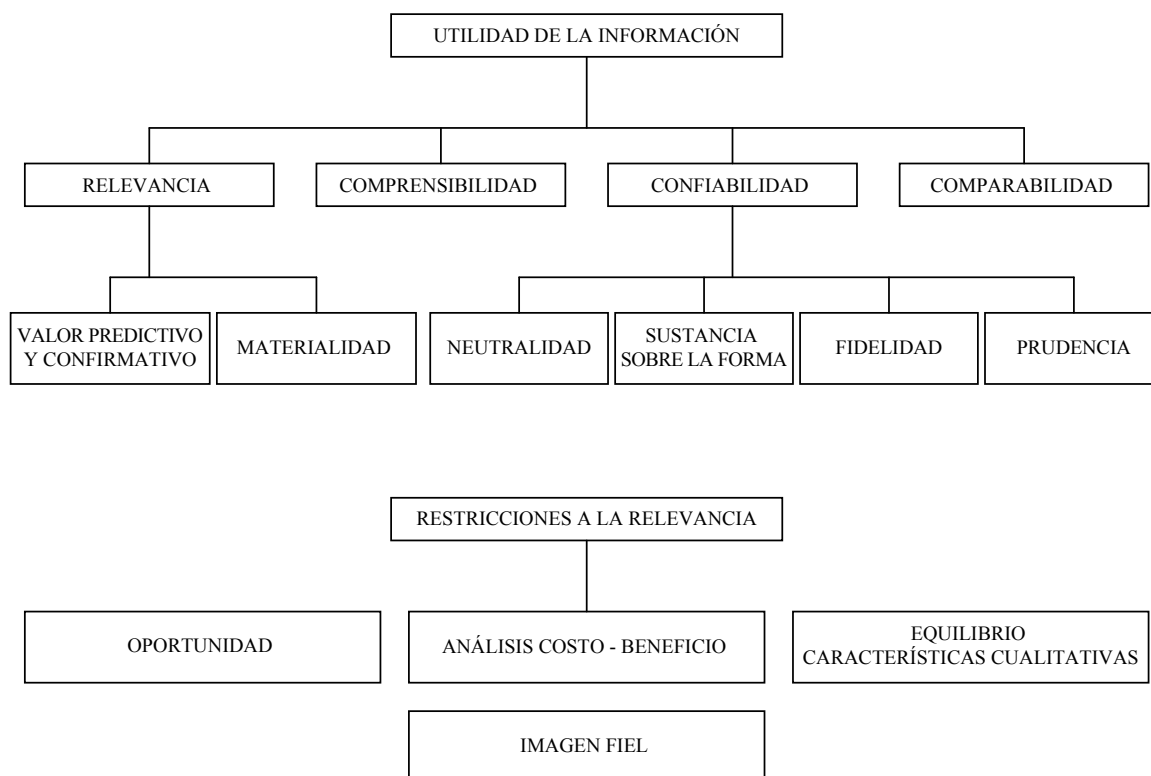 UTILIDAD DE LA INFORMACIÓN
RELEVANCIA
COMPRENSIBILIDAD
CONFIABILIDAD
COMPARABILIDAD
VALOR PREDICTIVO
Y CONFIRMATIVO
MATERIALIDAD
NEUTRALIDAD
SUSTANCIA
SOBRE LA FORMA
FIDELIDAD
PRUDENCIA
RESTRICCIONES A LA RELEVANCIA
OPORTUNIDAD
ANÁLISIS COSTO - BENEFICIO
EQUILIBRIO
CARACTERÍSTICAS CUALITATIVAS
IMAGEN FIEL